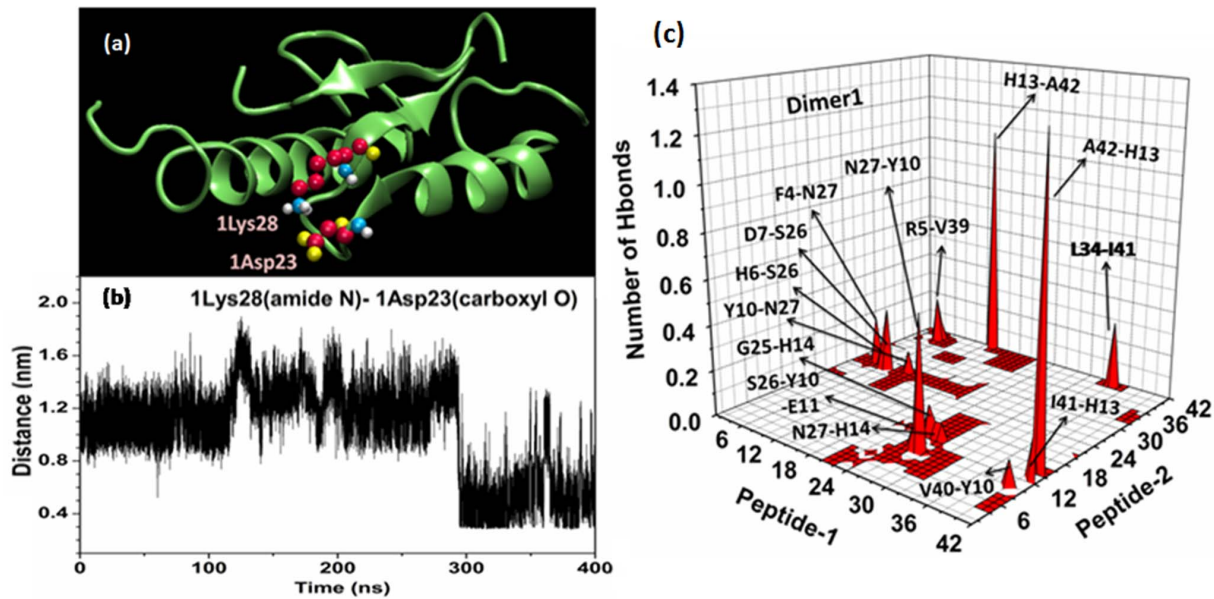 (a)
1Lys28
1Asp23
(b)
1Lys28(amide N)- 1Asp23(carboxyl O)
Distance (nm)
2.0
1.6
1.2
0.8
0.4
0
100
200
300
400
Time (ns)
(c)
Dimer1
Number of Hbonds
1.4
1.2
1.0
0.8
0.6
0.4
0.2
0.0
H13-A42
A42-H13
N27-Y10
F4-N27
R5-V39
D7-S26
L34-I41
H6-S26
Y10-N27
G25-H14
S26-Y10
-E11
N27-H14
I41-H13
V40-Y10
6
12
18
24
30
36
42
Peptide-1
6
12
18
24
30
36
42
Peptide-2